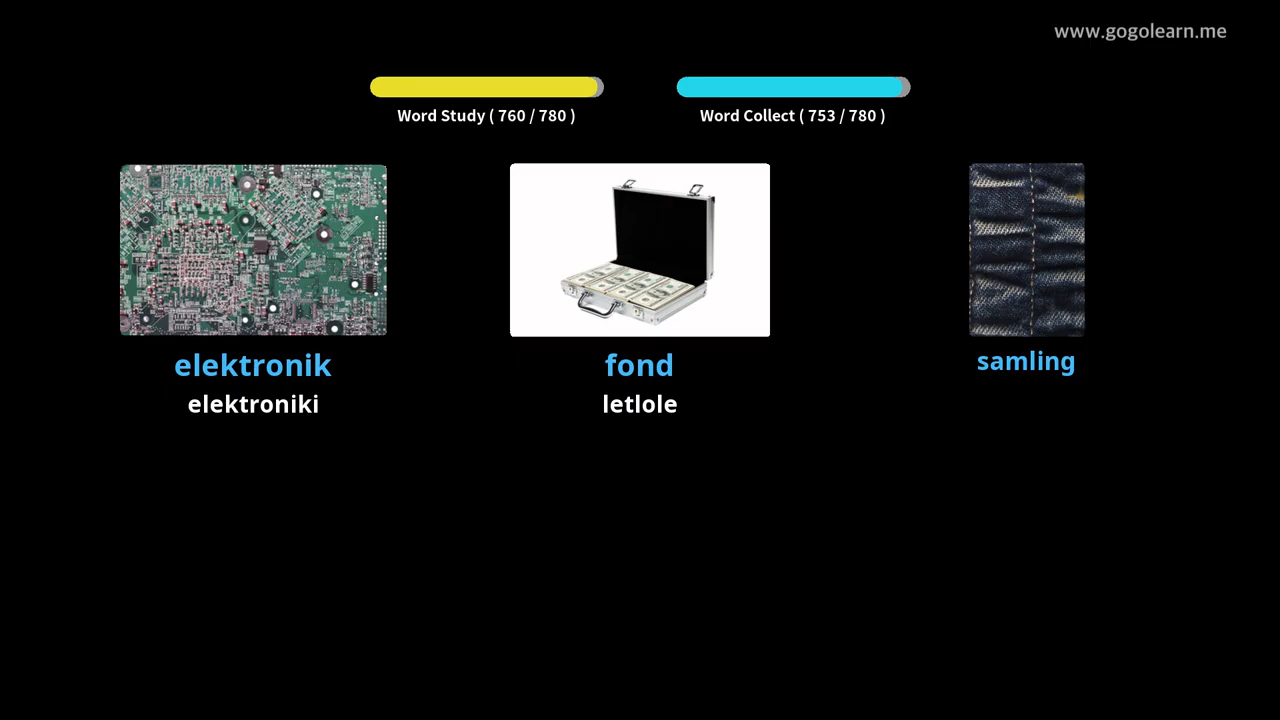 www.gogolearn.me
Word Study ( 760 / 780 )
Word Collect ( 753 / 780 )
elektronik
elektroniki
fond
letlole
samling